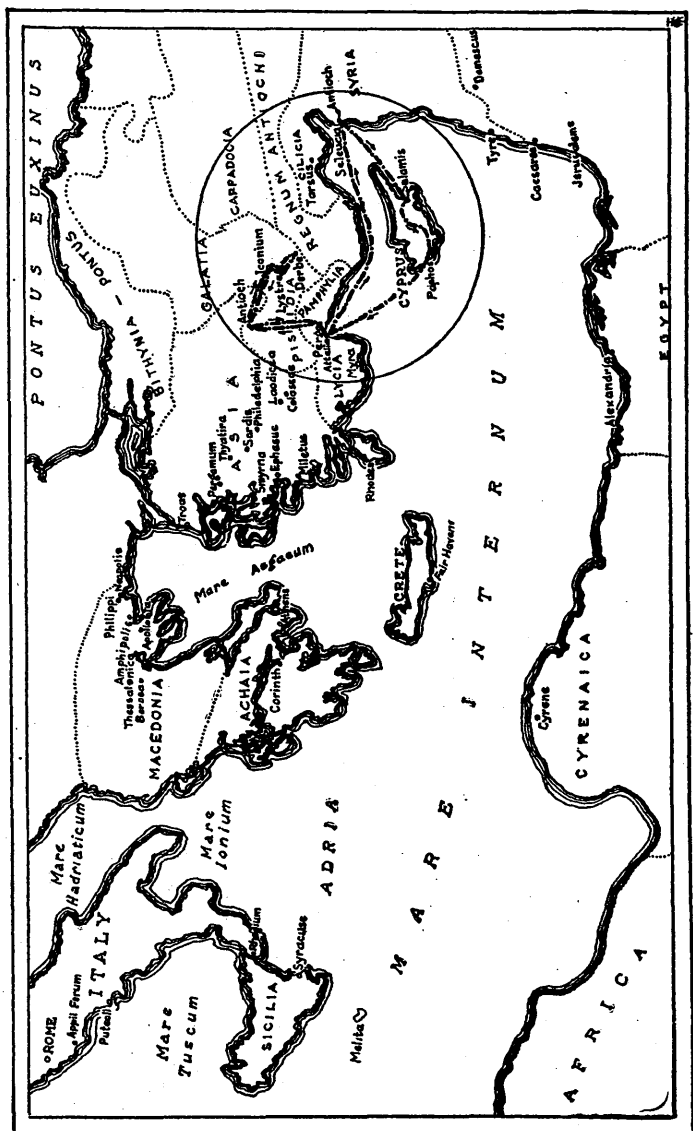 PONTUS EUXINUS
BITHYNIA - PONTUS
GALATIA
CAPPADOCIA
REGNUM ANTIOCHI
CILICIA
Tarsus
SYRIA
Antioch
Seleucia
Damascus
Tyre
Caesarea
Jerusalem
EGYPT
Alexandria
CYPRUS
Salamis
Paphos
Antioch
Iconium
Lystra
Derbe
PISIDIA
PAMPHYLIA
Perga
Attalia
LYCIA
Myra
Rhodes
ASIA
Troas
Pergamum
Thyatira
Sardis
Philadelphia
Smyrna
Ephesus
Laodicea
Colossae
Miletus
Mare Aegaeum
Philippi
Neapolis
Amphipolis
Apollonia
Thessalonica
Beroea
MACEDONIA
ACHAIA
Corinth
Athens
CRETE
Fair Havens
Mare
Hadriaticum
Mare
Ionium
ADRIA
ITALY
ROME
Appii Forum
Puteolii
Mare
Tuscum
SICILIA
Rhegium
Syracuse
Melita
MARE INTERNUM
Cyrene
CYRENAICA
AFRICA